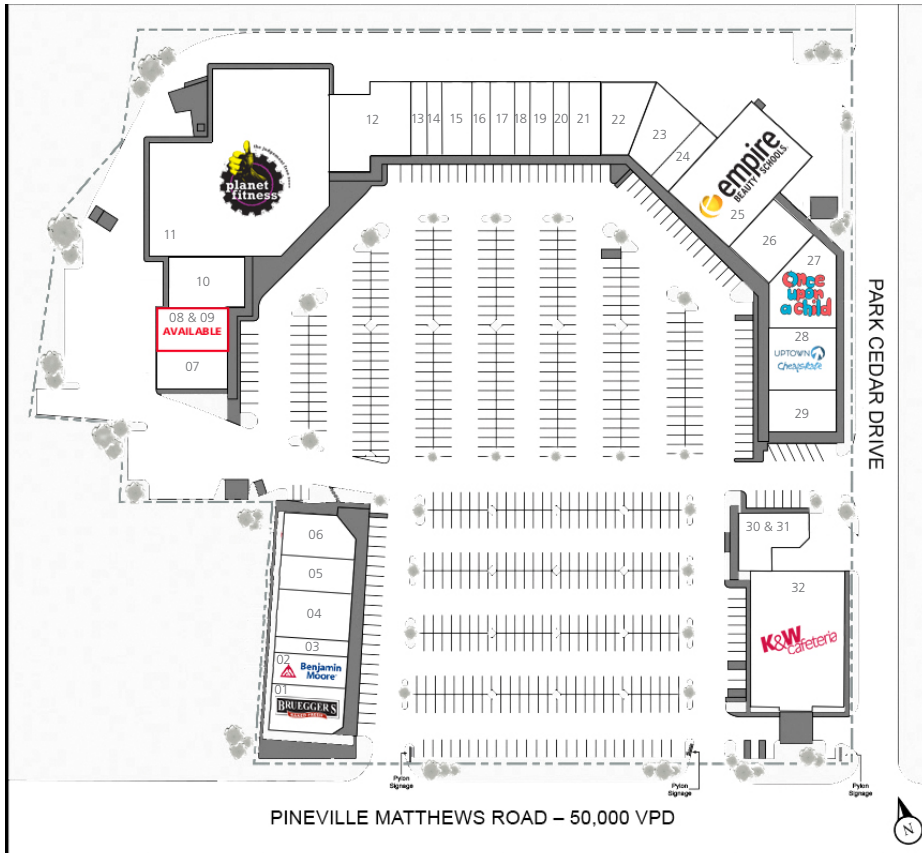 12
13
14
15
16
17
18
19
20
21
22
23
24
empire
BEAUTY SCHOOLS
25
26
27
Once
upon
a child
28
UPTOWN
Cheapskate
29
the judgement free zone
planet
fitness
11
10
08 & 09
AVAILABLE
07
PARK CEDAR DRIVE
06
05
04
03
02
Benjamin
Moore
01
BRUEGGER'S
30 & 31
32
K&W
Cafeteria
Pylon
Signage
Pylon
Signage
Pylon
Signage
PINEVILLE MATTHEWS ROAD – 50,000 VPD
N